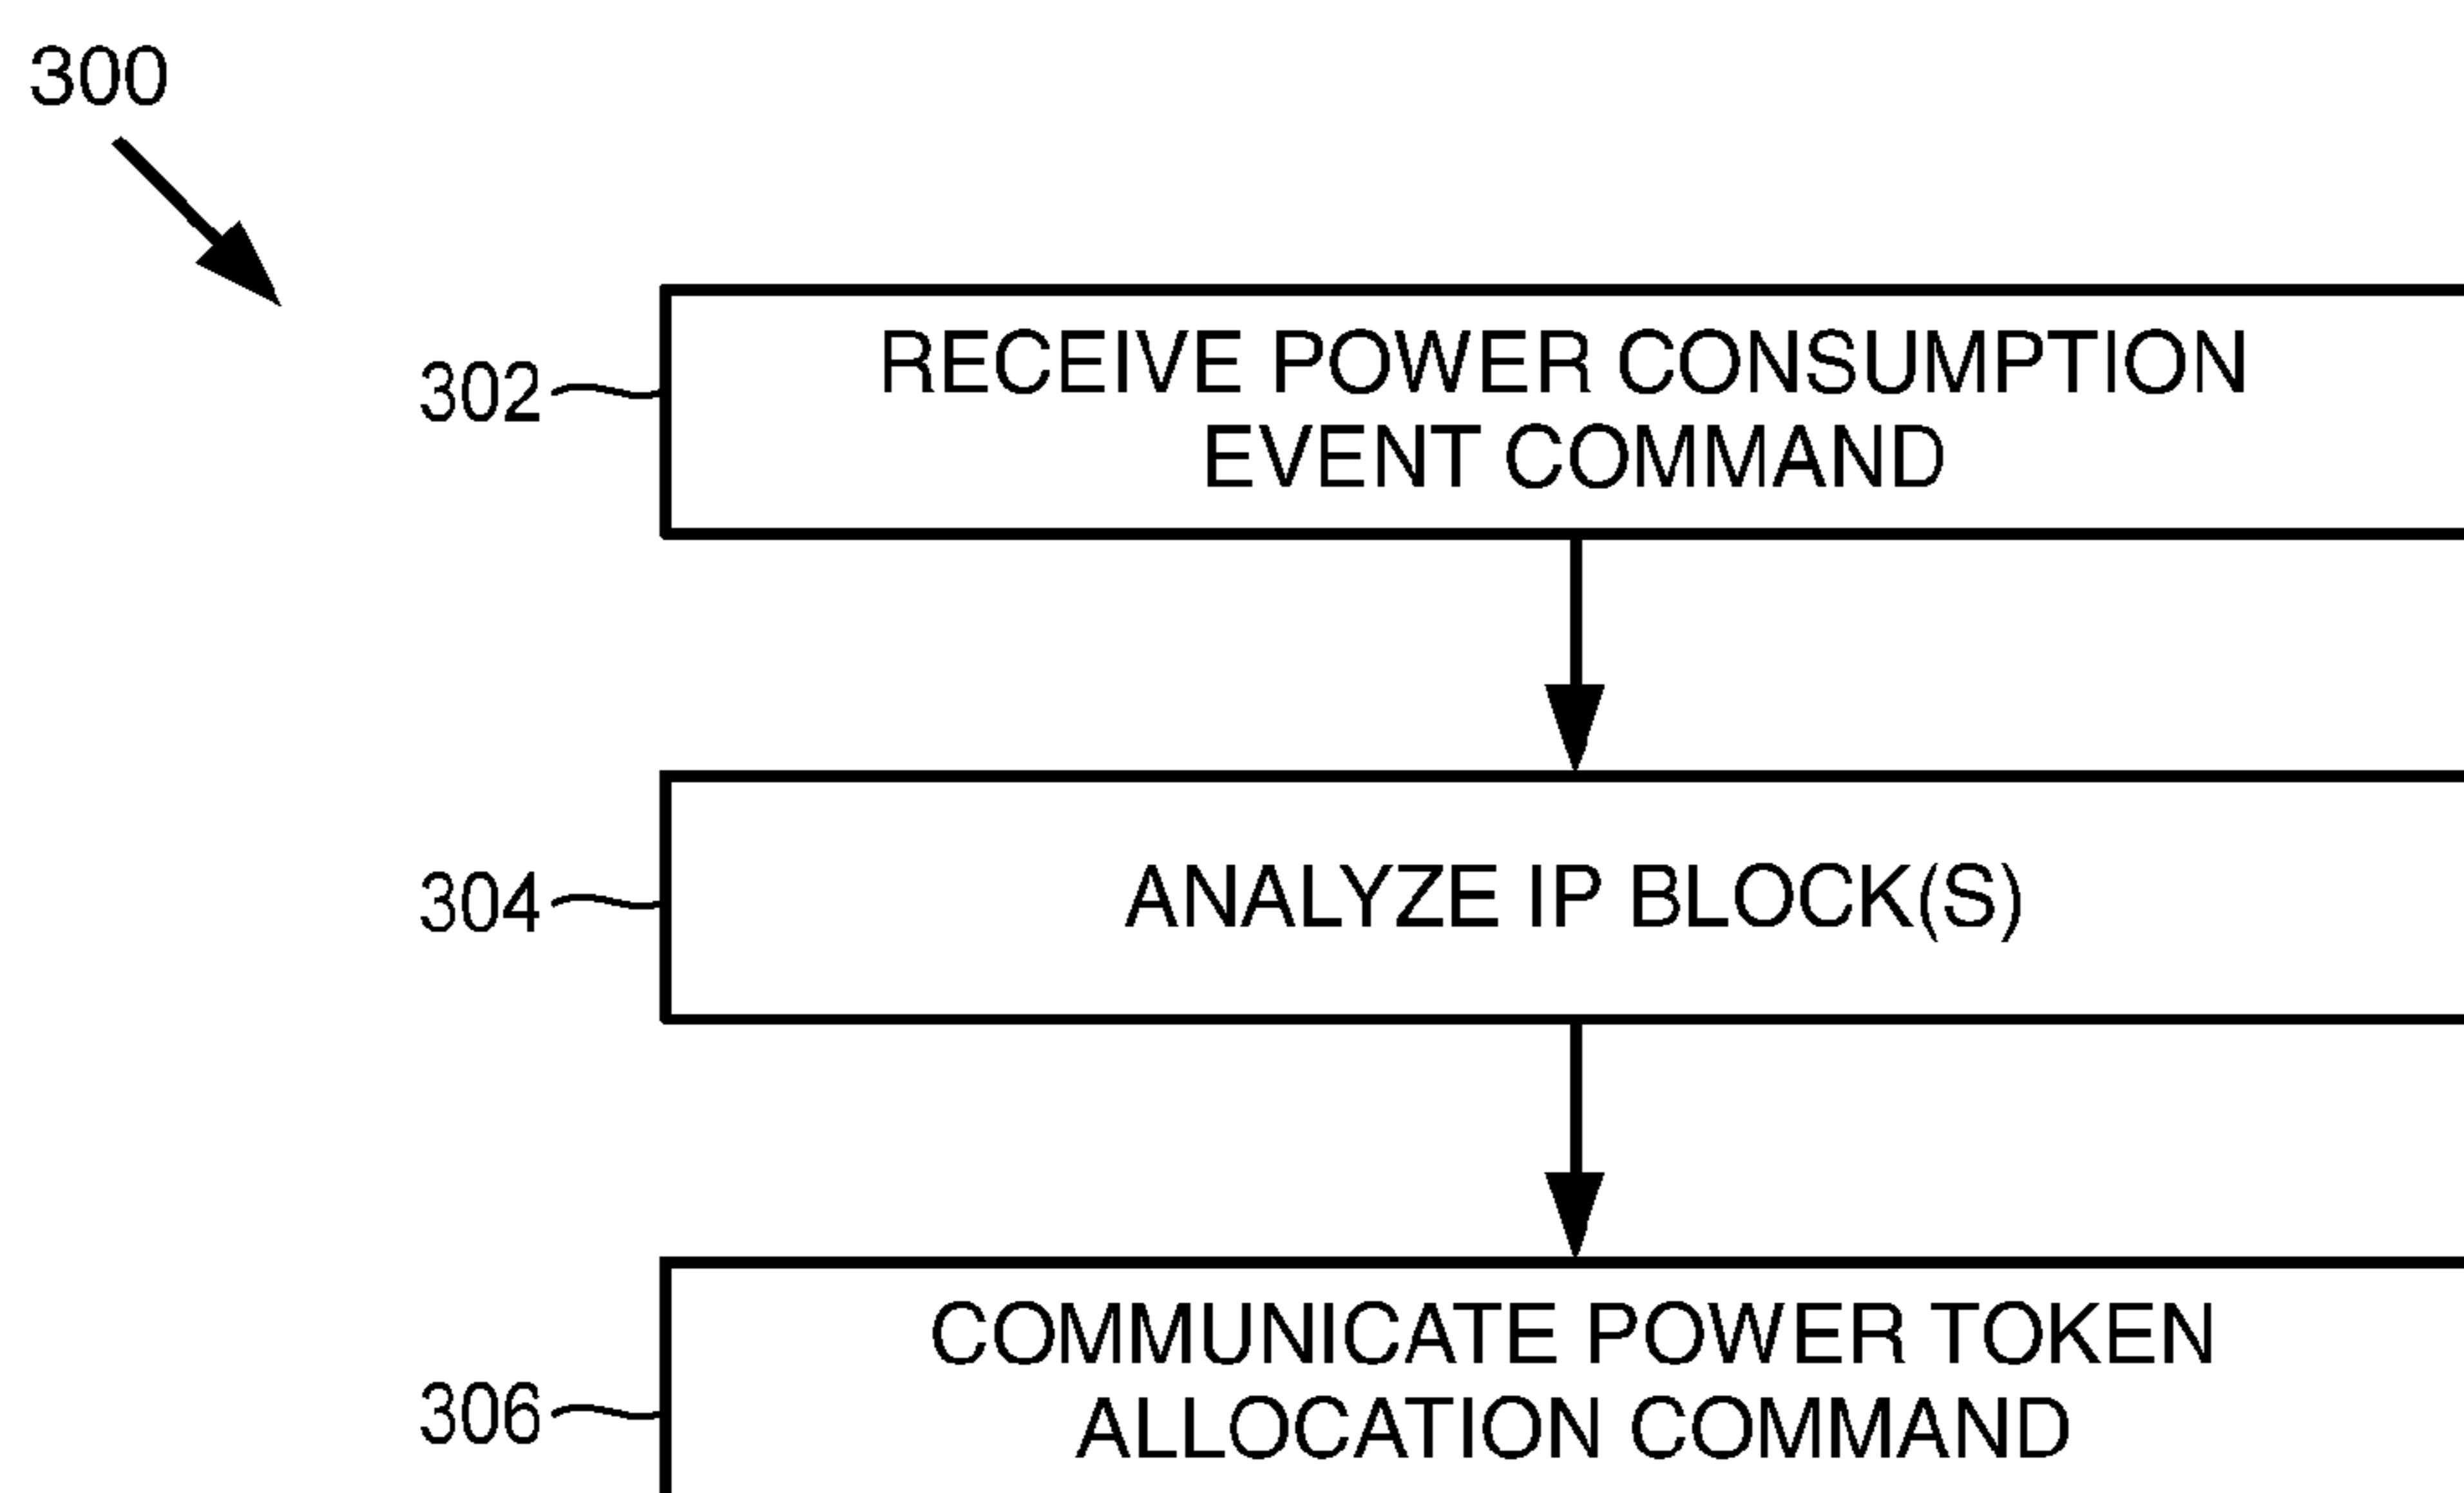 300
302
RECEIVE POWER CONSUMPTION
EVENT COMMAND
304
ANALYZE IP BLOCK(S)
COMMUNICATE POWER TOKEN
306
ALLOCATION COMMAND